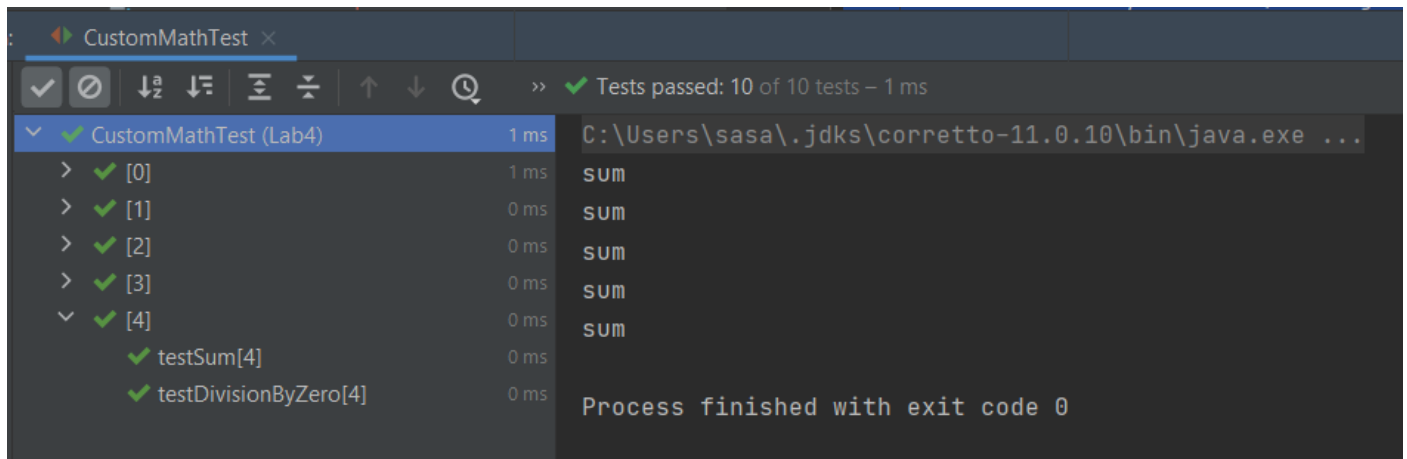 CustomMathTest
Tests passed: 10 of 10 tests – 1 ms
CustomMathTest (Lab4) 1 ms
[0] 1 ms
[1] 0 ms
[2] 0 ms
[3] 0 ms
[4] 0 ms
testSum[4] 0 ms
testDivisionByZero[4] 0 ms
C:\Users\sasa\.jdks\corretto-11.0.10\bin\java.exe ...
sum
sum
sum
sum
sum
Process finished with exit code 0